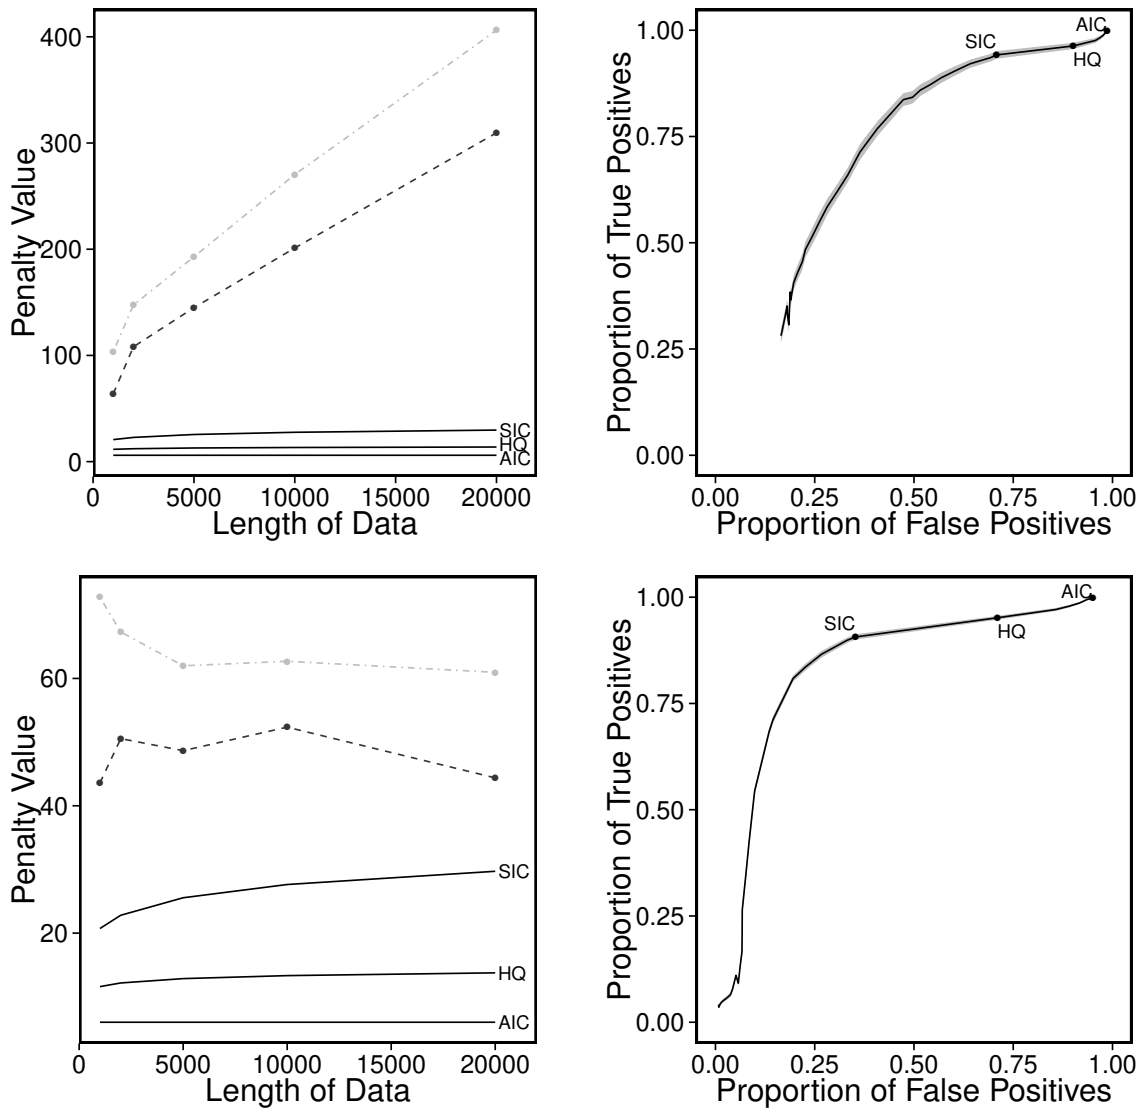 400
300
200
100
0
Penalty Value
SIC
HQ
AIC
0 5000 10000 15000 20000
Length of Data
1.00
0.75
0.50
0.25
0.00
Proportion of True Positives
AIC
SIC
HQ
0.00 0.25 0.50 0.75 1.00
Proportion of False Positives
60
40
20
Penalty Value
SIC
HQ
AIC
0 5000 10000 15000 20000
Length of Data
1.00
0.75
0.50
0.25
0.00
Proportion of True Positives
AIC
SIC
HQ
0.00 0.25 0.50 0.75 1.00
Proportion of False Positives